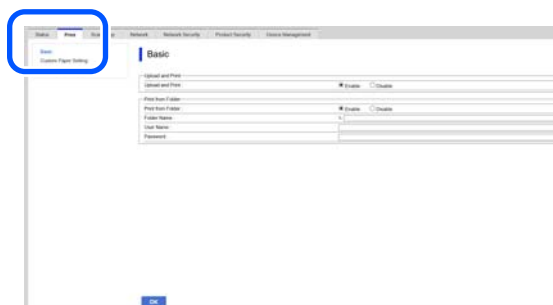 Status Print Network Network Security Product Security Device Management
Basic
Custom Paper Setting
Basic
Upload and Print
Upload and Print Enable Disable
Print from Folder
Print from Folder Enable Disable
Folder Name \\
User Name
Password
OK